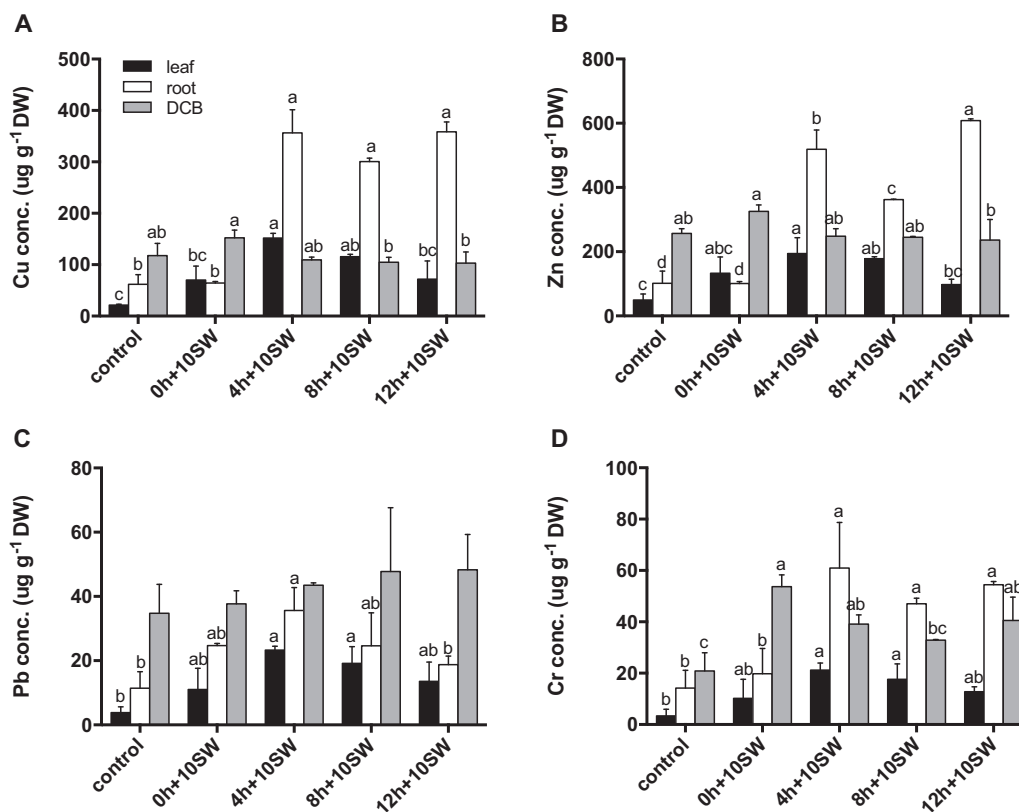 A
Cu conc. (ug g-1 DW)
500
400
300
200
100
0
leaf
root
DCB
c b ab
bc b a
a a ab
ab a b
bc a b
control
0h+10SW
4h+10SW
8h+10SW
12h+10SW
B
Zn conc. (ug g-1 DW)
800
600
400
200
0
c d ab
abc d a
a b ab
ab c ab
bc a b
control
0h+10SW
4h+10SW
8h+10SW
12h+10SW
C
Pb conc. (ug g-1 DW)
80
60
40
20
0
b b
ab ab
a a
a ab
ab b
control
0h+10SW
4h+10SW
8h+10SW
12h+10SW
D
Cr conc. (ug g-1 DW)
100
80
60
40
20
0
b b c
ab b a
a a ab
a a bc
ab a ab
control
0h+10SW
4h+10SW
8h+10SW
12h+10SW